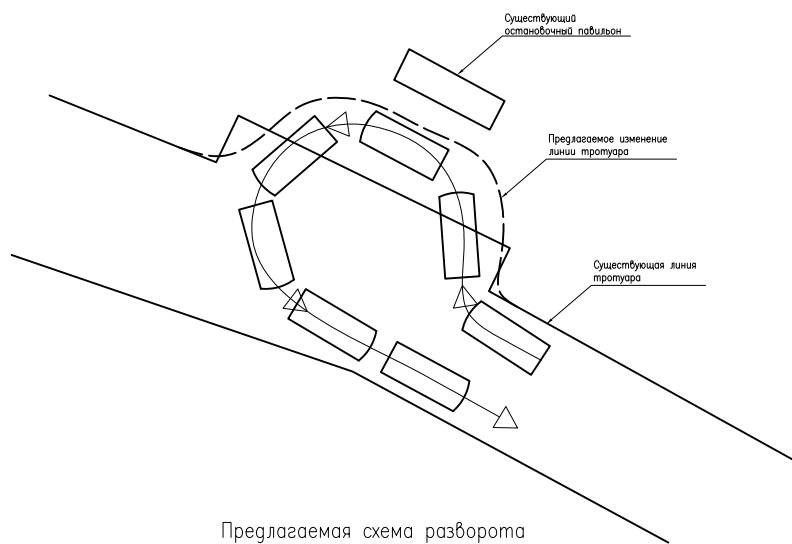 Существующий
остановочный павильон
Предлагаемое изменение
линии тротуара
Существующая линия
тротуара
Предлагаемая схема разворота